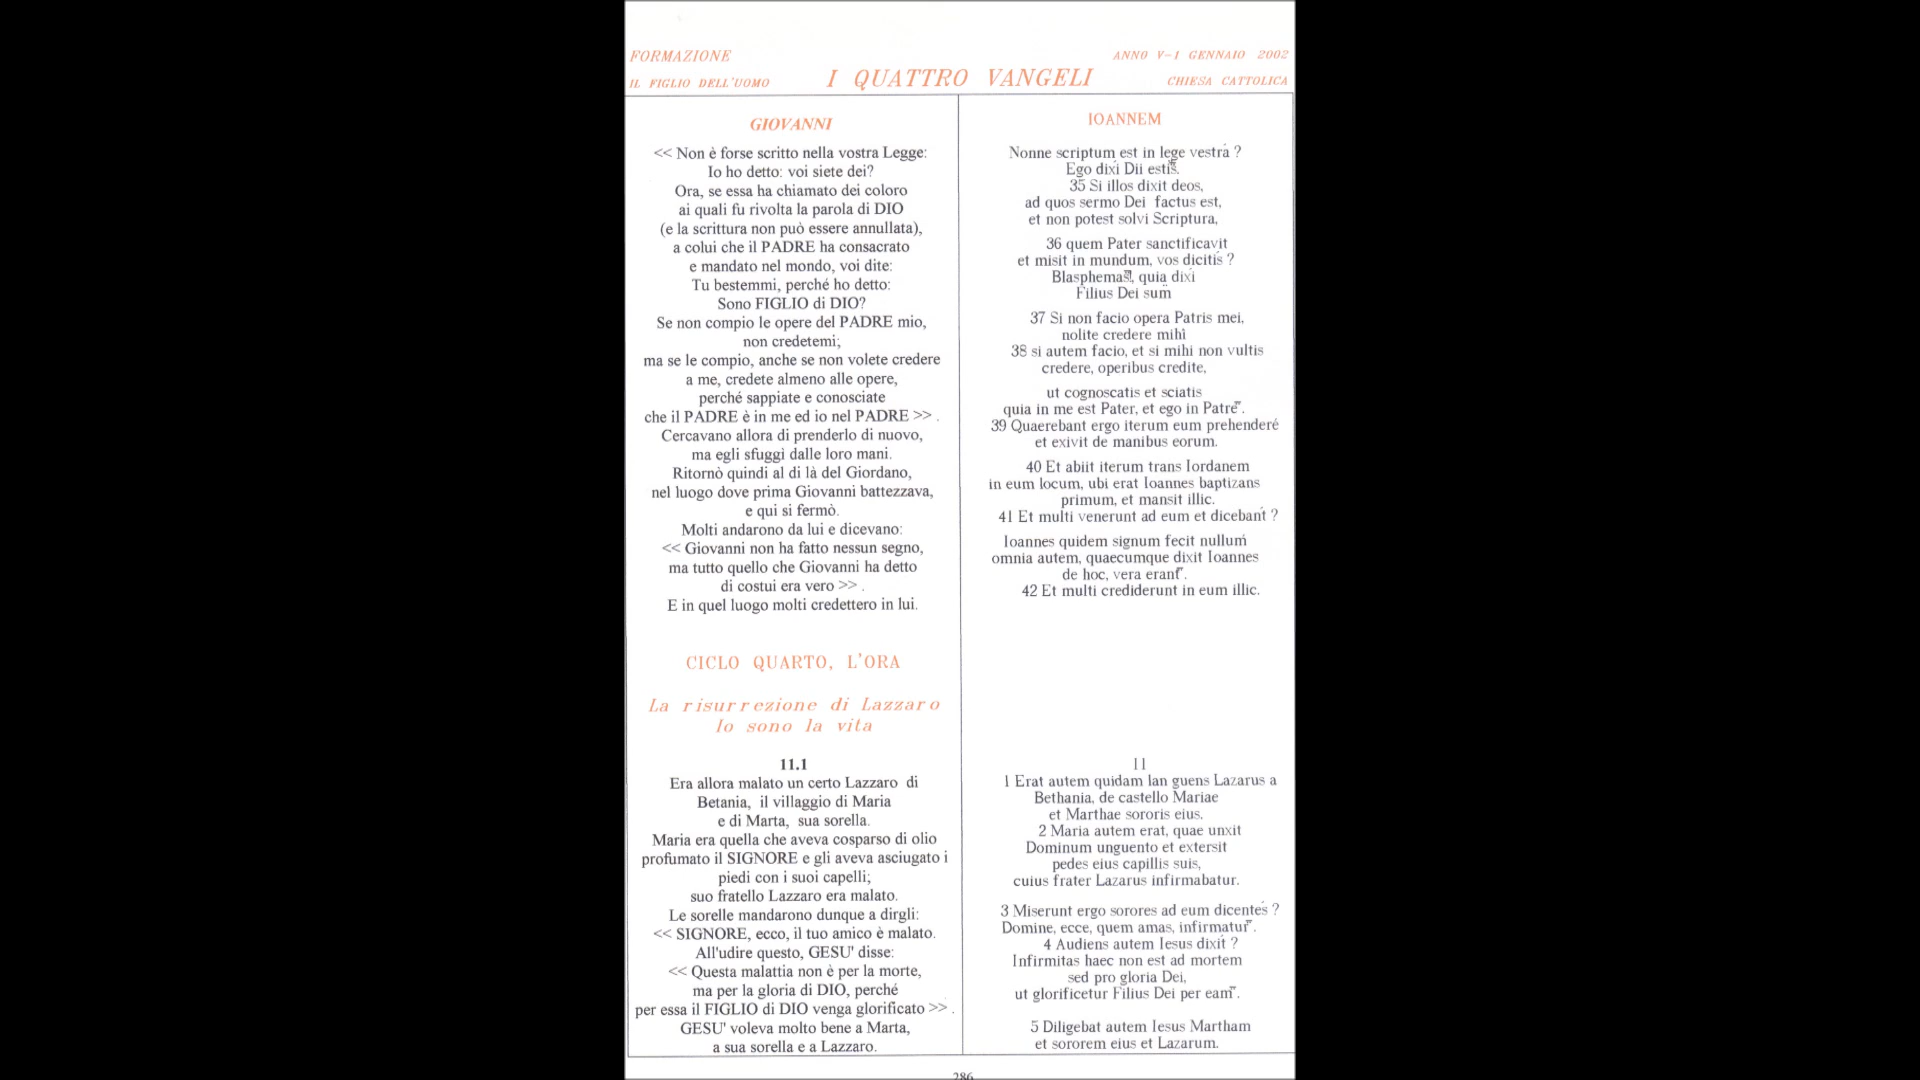 FORMAZIONE
ANNO V-1 GENNAIO 2002
IL FIGLIO DELL'UOMO
I QUATTRO VANGELI
CHIESA CATTOLICA
GIOVANNI
<< Non è forse scritto nella vostra Legge:
Io ho detto: voi siete dei?
Ora, se essa ha chiamato dei coloro
ai quali fu rivolta la parola di DIO
(e la scrittura non può essere annullata),
a colui che il PADRE ha consacrato
e mandato nel mondo, voi dite:
Tu bestemmi, perché ho detto:
Sono FIGLIO di DIO?
Se non compio le opere del PADRE mio,
non credetemi;
ma se le compio, anche se non volete credere
a me, credete almeno alle opere,
perché sappiate e conosciate
che il PADRE è in me ed io nel PADRE >> .
Cercavano allora di prenderlo di nuovo,
ma egli sfuggì dalle loro mani.
Ritornò quindi al di là del Giordano,
nel luogo dove prima Giovanni battezzava,
e qui si fermò.
Molti andarono da lui e dicevano:
<< Giovanni non ha fatto nessun segno,
ma tutto quello che Giovanni ha detto
di costui era vero >> .
E in quel luogo molti credettero in lui.
CICLO QUARTO, L'ORA
La risurrezione di Lazzaro
Io sono la vita
11.1
Era allora malato un certo Lazzaro di
Betania, il villaggio di Maria
e di Marta, sua sorella.
Maria era quella che aveva cosparso di olio
profumato il SIGNORE e gli aveva asciugato i
piedi con i suoi capelli;
suo fratello Lazzaro era malato.
Le sorelle mandarono dunque a dirgli:
<< SIGNORE, ecco, il tuo amico è malato.
All'udire questo, GESU' disse:
<< Questa malattia non è per la morte,
ma per la gloria di DIO, perché
per essa il FIGLIO di DIO venga glorificato >> .
GESU' voleva molto bene a Marta,
a sua sorella e a Lazzaro.
IOANNEM
Nonne scriptum est in lege vestra ?
Ego dixi Dii estis.
35 Si illos dixit deos,
ad quos sermo Dei factus est,
et non potest solvi Scriptura,
36 quem Pater sanctificavit
et misit in mundum, vos dicitis ?
Blasphemas, quia dixi
Filius Dei sum
37 Si non facio opera Patris mei,
nolite credere mihi
38 si autem facio, et si mihi non vultis
credere, operibus credite,
ut cognoscatis et sciatis
quia in me est Pater, et ego in Patre".
39 Quaerebant ergo iterum eum prehenderé
et exivit de manibus eorum.
40 Et abiit iterum trans Iordanem
in eum locum, ubi erat Ioannes baptizans
primum, et mansit illic.
41 Et multi venerunt ad eum et dicebant ?
Ioannes quidem signum fecit nullum
omnia autem, quaecumque dixit Ioannes
de hoc, vera erant".
42 Et multi crediderunt in eum illic.
11
1 Erat autem quidam lan guens Lazarus a
Bethania, de castello Mariae
et Marthae sororis eius.
2 Maria autem erat, quae unxit
Dominum unguento et extersit
pedes eius capillis suis,
cuius frater Lazarus infirmabatur.
3 Miserunt ergo sorores ad eum dicentes ?
Domine, ecce, quem amas, infirmatur".
4 Audiens autem Iesus dixit ?
Infirmitas haec non est ad mortem
sed pro gloria Dei,
ut glorificetur Filius Dei per eam".
5 Diligebat autem Iesus Martham
et sororem eius et Lazarum.
286